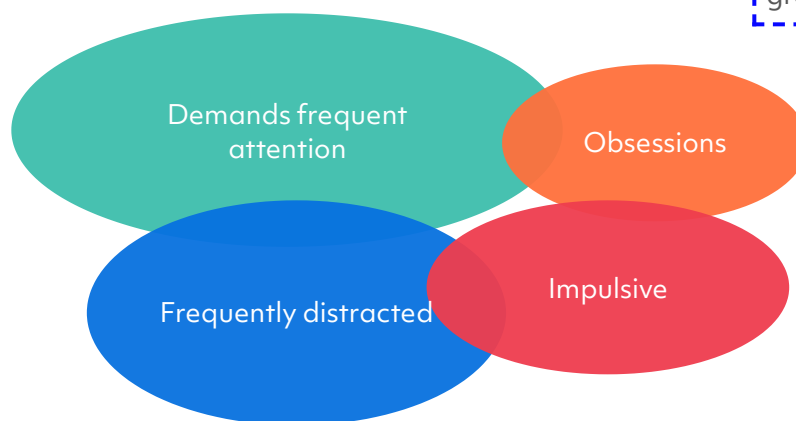 Demands frequent
attention
Obsessions
Impulsive
Frequently distracted